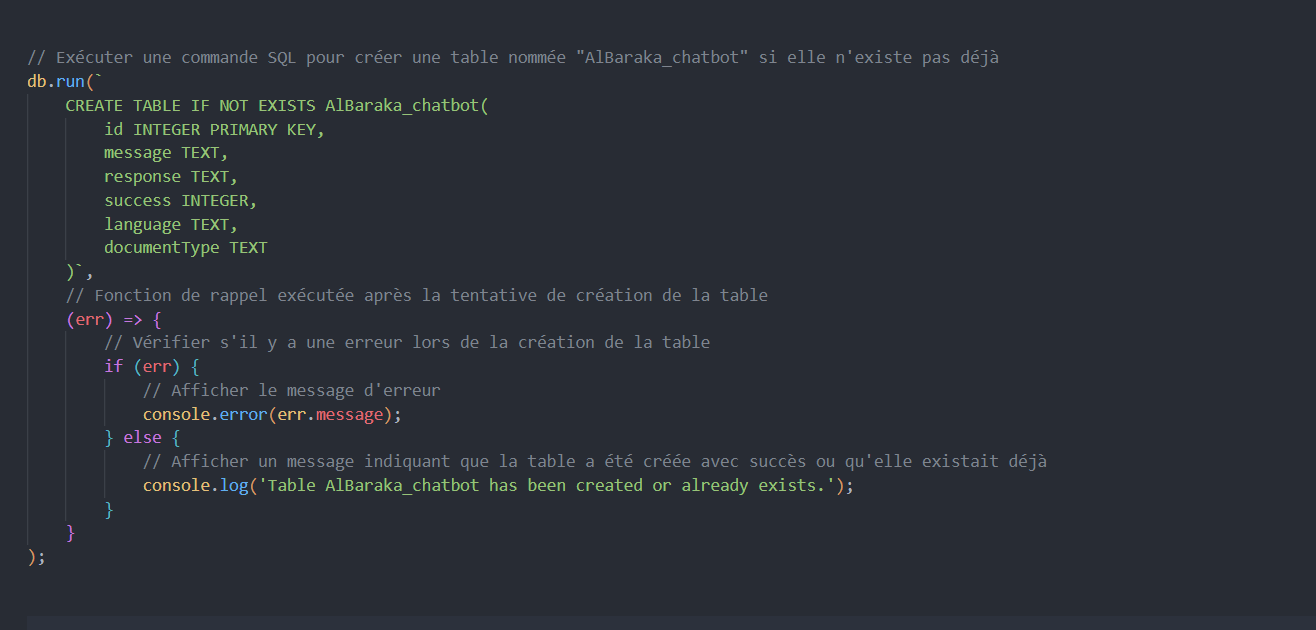 // Exécuter une commande SQL pour créer une table nommée "AlBaraka_chatbot" si elle n'existe pas déjà
db.run(`
    CREATE TABLE IF NOT EXISTS AlBaraka_chatbot(
        id INTEGER PRIMARY KEY,
        message TEXT,
        response TEXT,
        success INTEGER,
        language TEXT,
        documentType TEXT
    )`,
    // Fonction de rappel exécutée après la tentative de création de la table
    (err) => {
        // Vérifier s'il y a une erreur lors de la création de la table
        if (err) {
            // Afficher le message d'erreur
            console.error(err.message);
        } else {
            // Afficher un message indiquant que la table a été créée avec succès ou qu'elle existait déjà
            console.log('Table AlBaraka_chatbot has been created or already exists.');
        }
    }
);